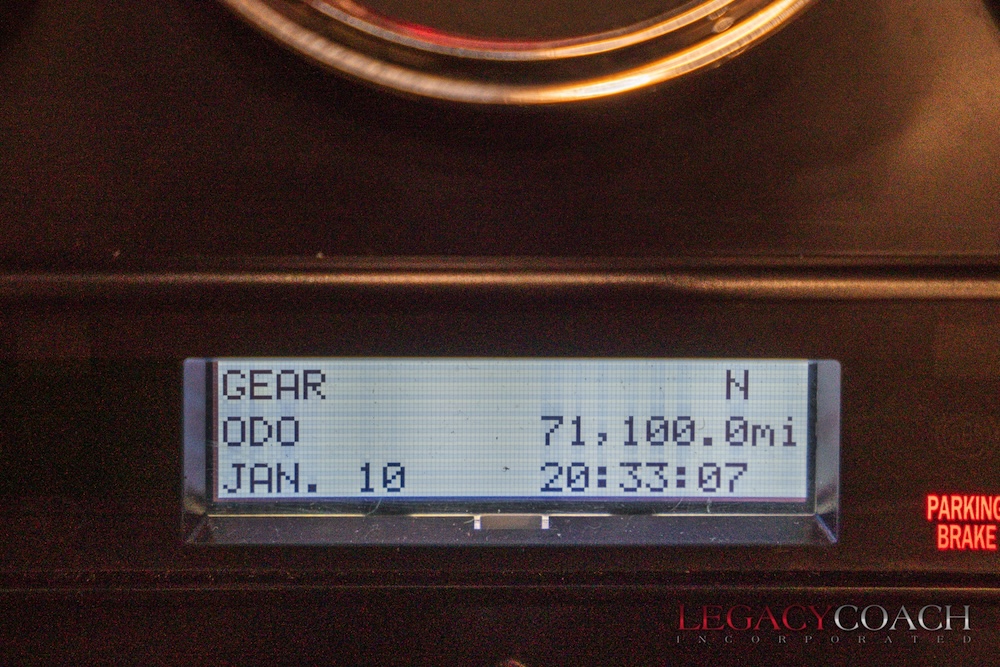 GEAR N
ODO 71,100.0mi
JAN. 10 20:33:07
PARKING
BRAKE
LEGACYCOACH
INCORPORATED